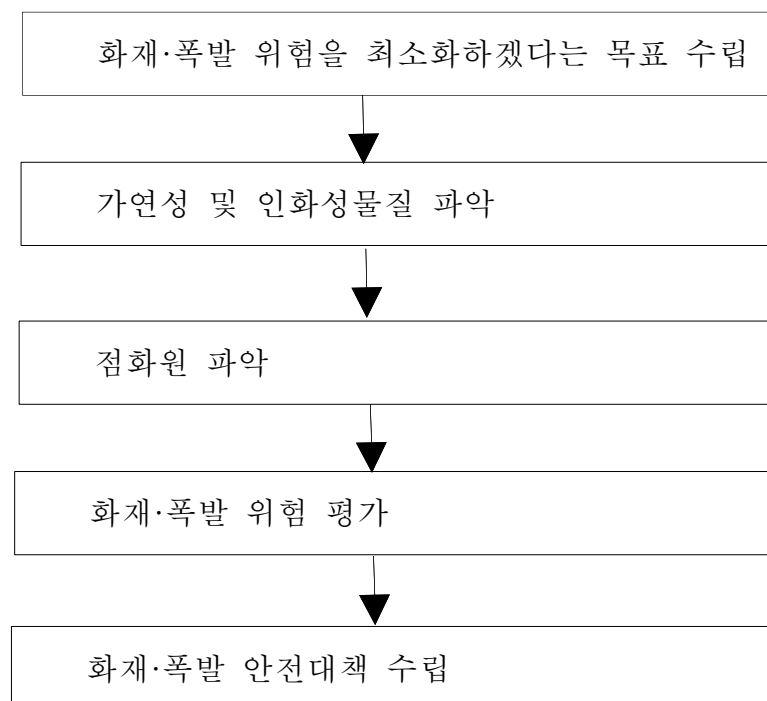 화재·폭발 위험을 최소화하겠다는 목표 수립
가연성 및 인화성물질 파악
점화원 파악
화재·폭발 위험 평가
화재·폭발 안전대책 수립